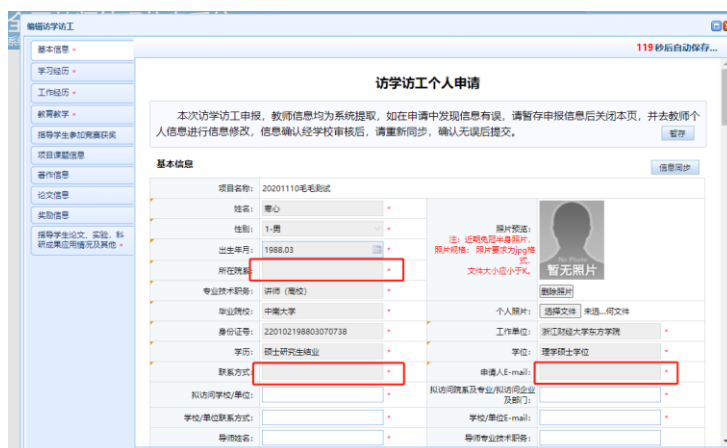 编辑访学访工
119 秒后自动保存...
基本信息 *
学习经历 *
工作经历 *
教育教学 *
指导学生参加竞赛获奖
项目课题信息
著作信息
论文信息
奖励信息
指导学生论文、实验、科
研成果应用情况及其他 *
访学访工个人申请
本次访学访工申报，教师信息均为系统提取，如在申请中发现信息有误，请暂存申报信息后关闭本页，并去教师个
人信息进行信息修改，信息确认经学校审核后，请重新同步，确认无误后提交。
暂存
基本信息
信息同步
项目名称: 20201110毛毛测试
姓名: 寒心 *
性别: 1-男 *
出生年月: 1988.03 *
所在院系: *
专业技术职务: 讲师（高校） *
照片预览:
注：近期免冠半身照片,
照片规格：照片要求为jpg格
式,
文件大小应小于K。
No Photo
暂无照片
删除照片
毕业院校: 中南大学 *
个人照片: 选择文件 未选...何文件
身份证号: 220102198803070738 *
工作单位: 浙江财经大学东方学院 *
学历: 硕士研究生结业 *
学位: 理学硕士学位 *
联系方式: *
申请人E-mail: *
拟访问学校/单位: *
拟访问院系及专业/拟访问企业
及部门: *
学校/单位联系方式: *
学校/单位E-mail: *
导师姓名: *
导师专业技术职务: *